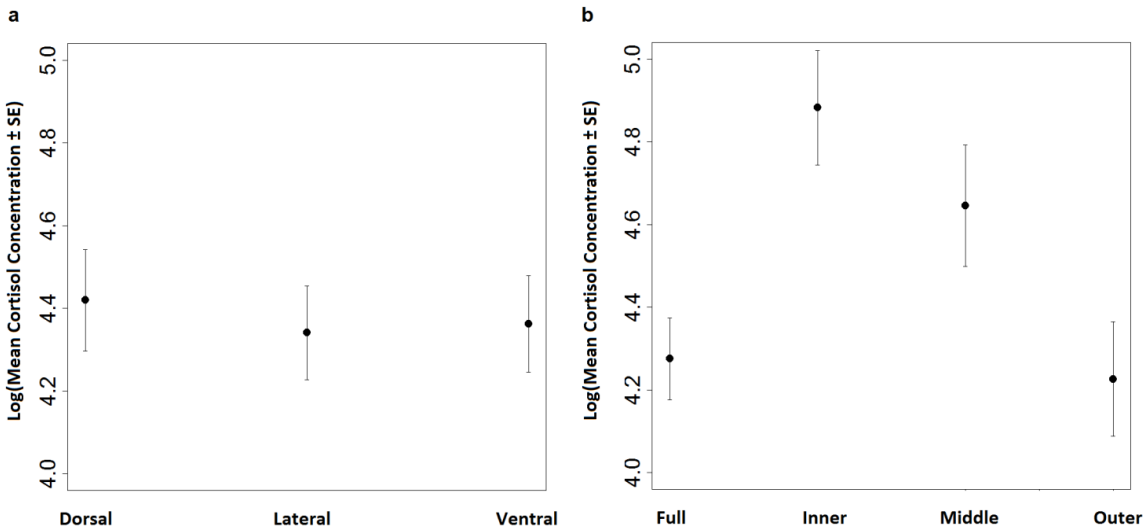 a
Log(Mean Cortisol Concentration ± SE)
5.0
4.8
4.6
4.4
4.2
4.0
Dorsal Lateral Ventral
b
Log(Mean Cortisol Concentration ± SE)
5.0
4.8
4.6
4.4
4.2
4.0
Full Inner Middle Outer